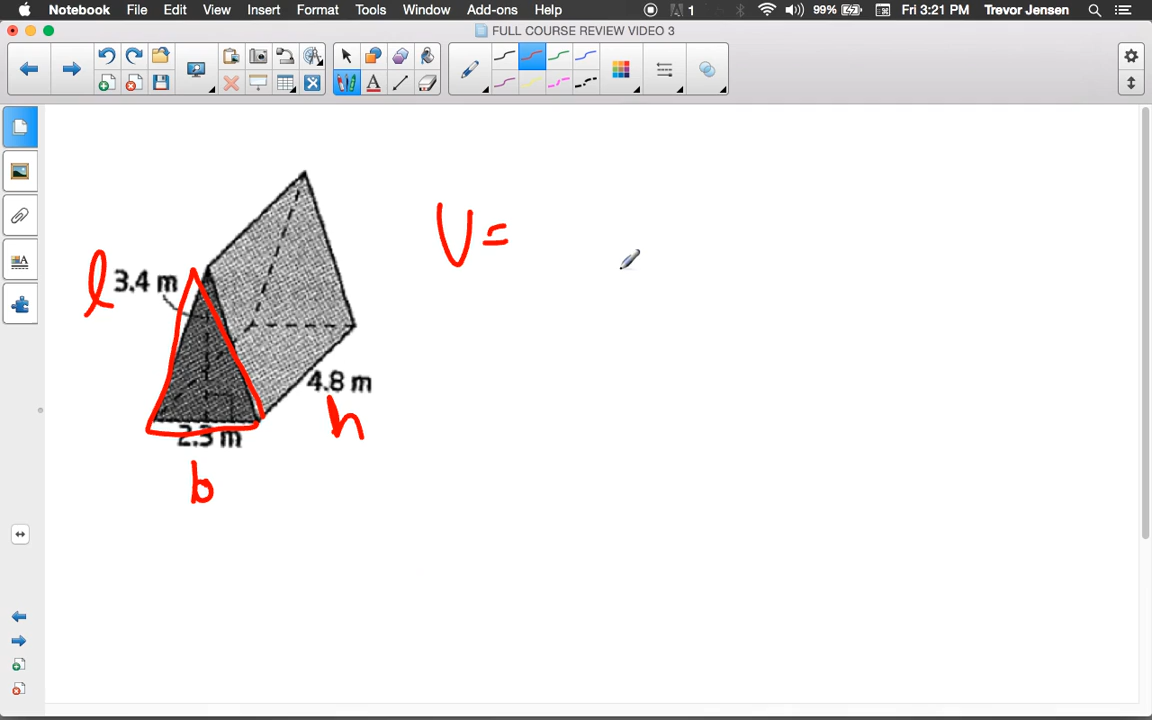 Notebook File Edit View Insert Format Tools Window Add-ons Help 1 99% Fri 3:21 PM Trevor Jensen
FULL COURSE REVIEW VIDEO 3
A
V =
l 3.4 m
4.8 m
h
2.3 m
b